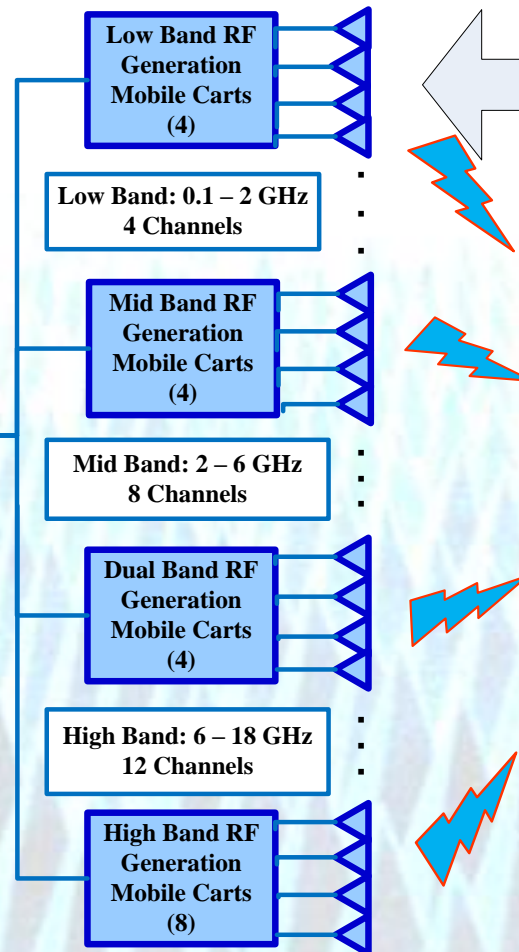 Low Band RF
Generation
Mobile Carts
(4)
Low Band: 0.1 – 2 GHz
4 Channels
Mid Band RF
Generation
Mobile Carts
(4)
Mid Band: 2 – 6 GHz
8 Channels
Dual Band RF
Generation
Mobile Carts
(4)
High Band: 6 – 18 GHz
12 Channels
High Band RF
Generation
Mobile Carts
(8)